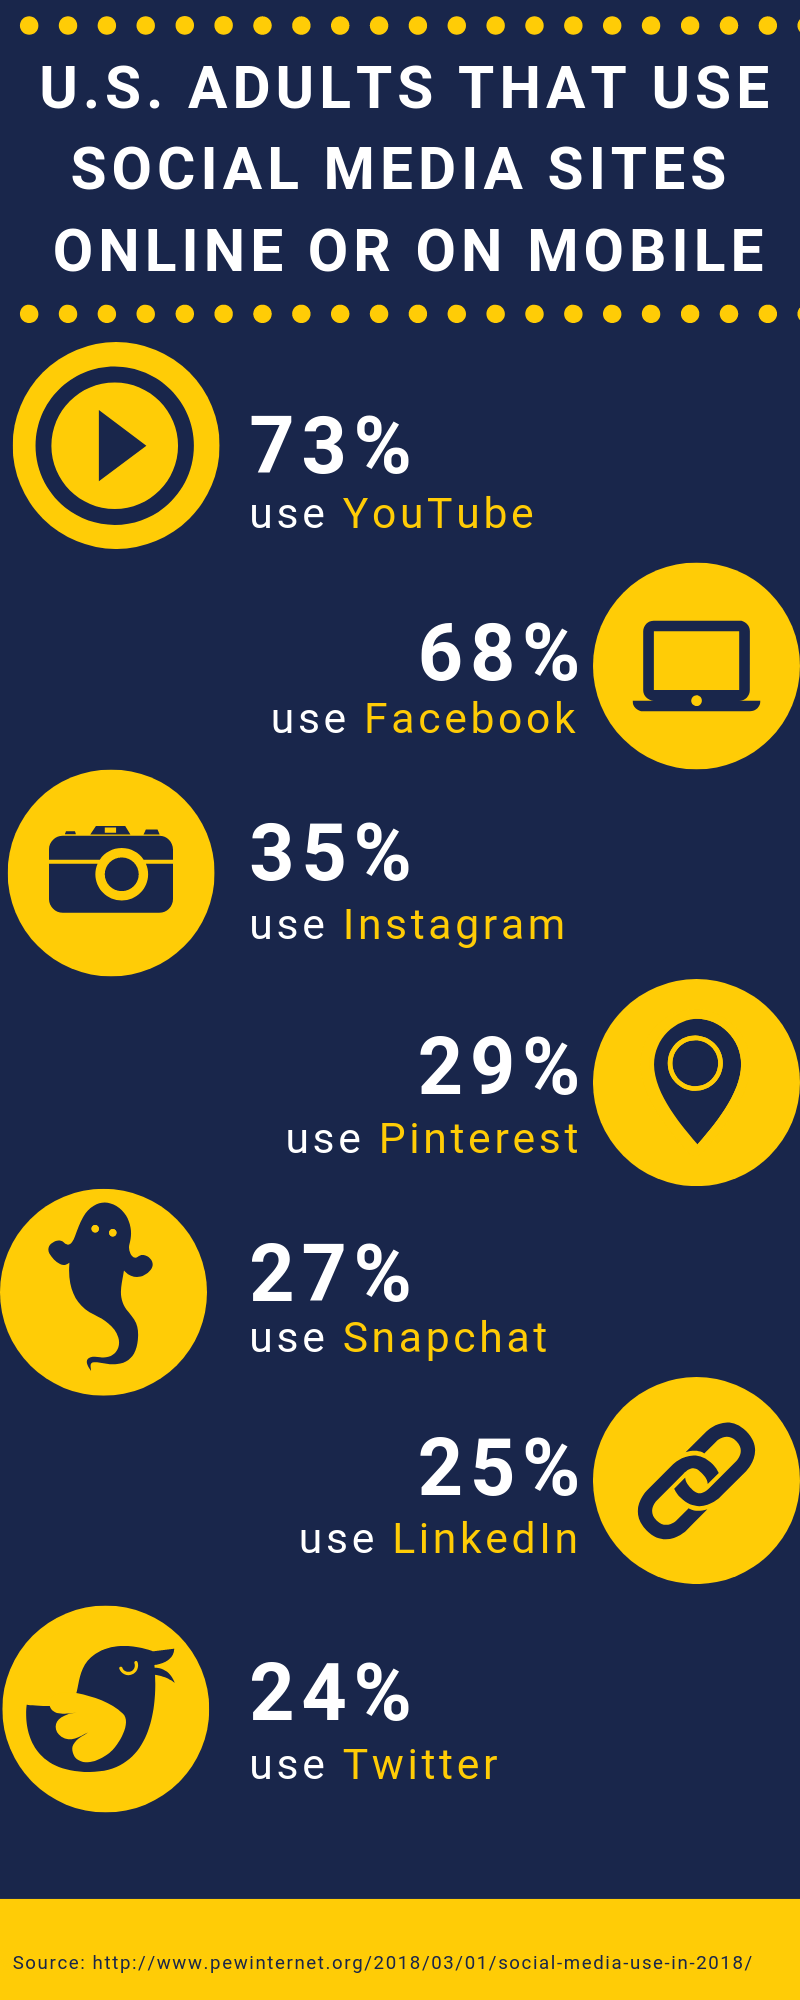 U.S. ADULTS THAT USE
SOCIAL MEDIA SITES
ONLINE OR ON MOBILE
73%
use YouTube
68%
use Facebook
35%
use Instagram
29%
use Pinterest
27%
use Snapchat
25%
use LinkedIn
24%
use Twitter
Source: http://www.pewinternet.org/2018/03/01/social-media-use-in-2018/